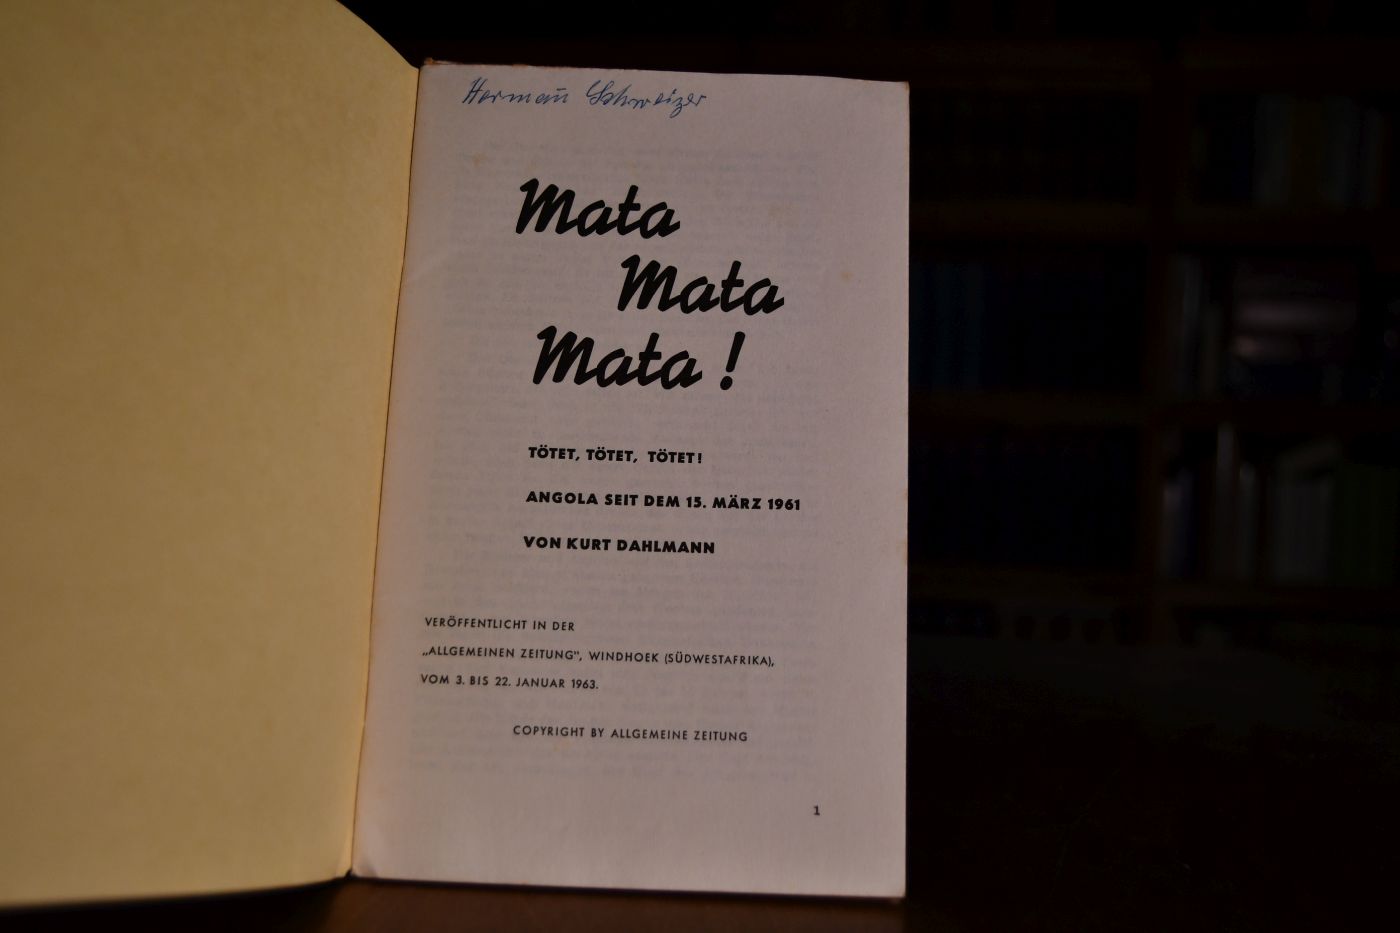 Hermañ Schweizer
Mata
Mata
Mata!
TÖTET, TÖTET, TÖTET!
ANGOLA SEIT DEM 15. MÄRZ 1961
VON KURT DAHLMANN
VERÖFFENTLICHT IN DER
„ALLGEMEINEN ZEITUNG", WINDHOEK (SÜDWESTAFRIKA),
VOM 3. BIS 22. JANUAR 1963.
COPYRIGHT BY ALLGEMEINE ZEITUNG
1